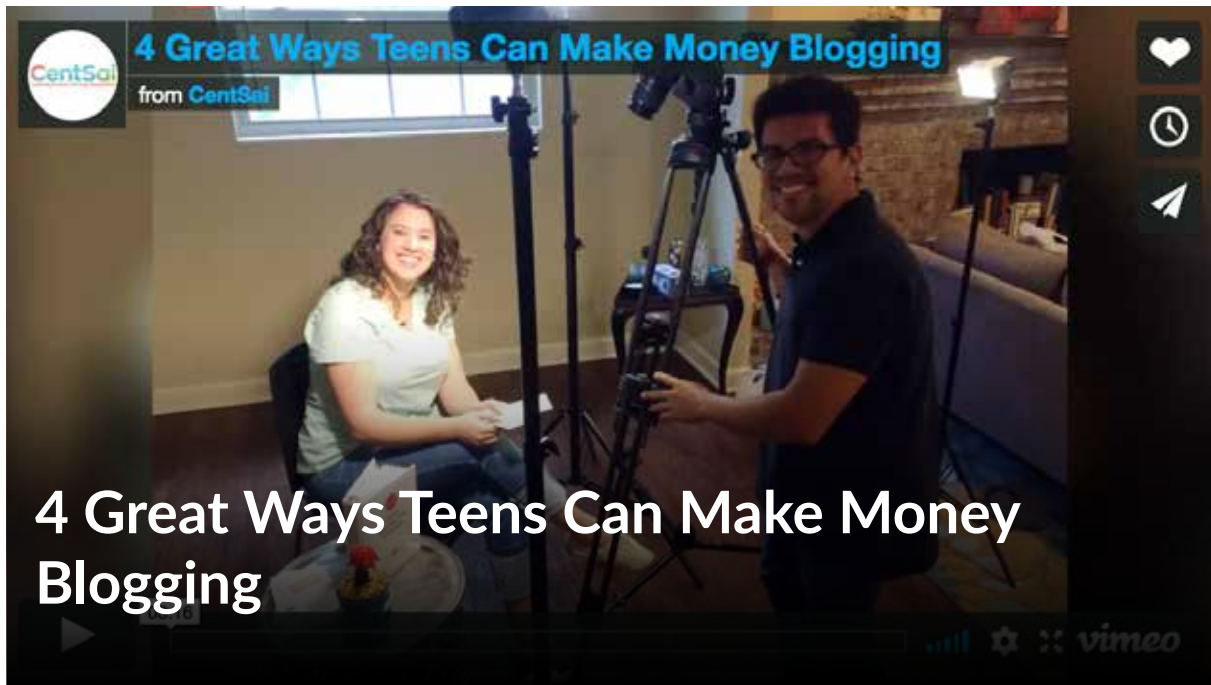 CentSai
4 Great Ways Teens Can Make Money Blogging
from CentSai
4 Great Ways Teens Can Make Money
Blogging
vimeo